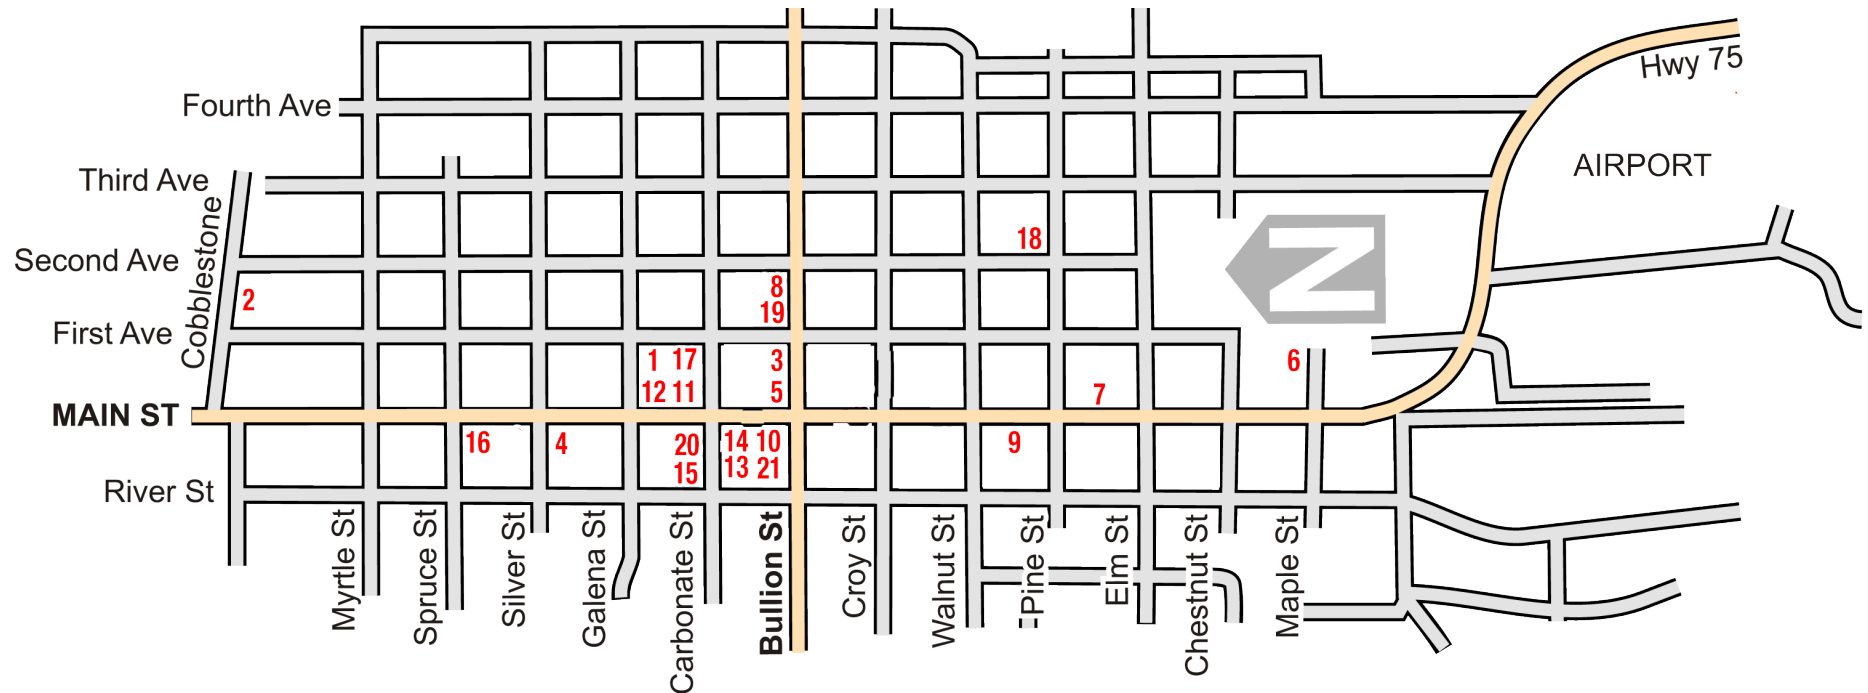 Hwy 75
Fourth Ave
AIRPORT
Third Ave
Cobblestone
Second Ave
18
N
2
8
19
First Ave
1 17
3
6
12 11
5
7
MAIN ST
16
4
20
14 10
9
15
13 21
River St
Myrtle St
Spruce St
Silver St
Galena St
Carbonate St
Bullion St
Croy St
Walnut St
Pine St
Elm St
Chestnut St
Maple St